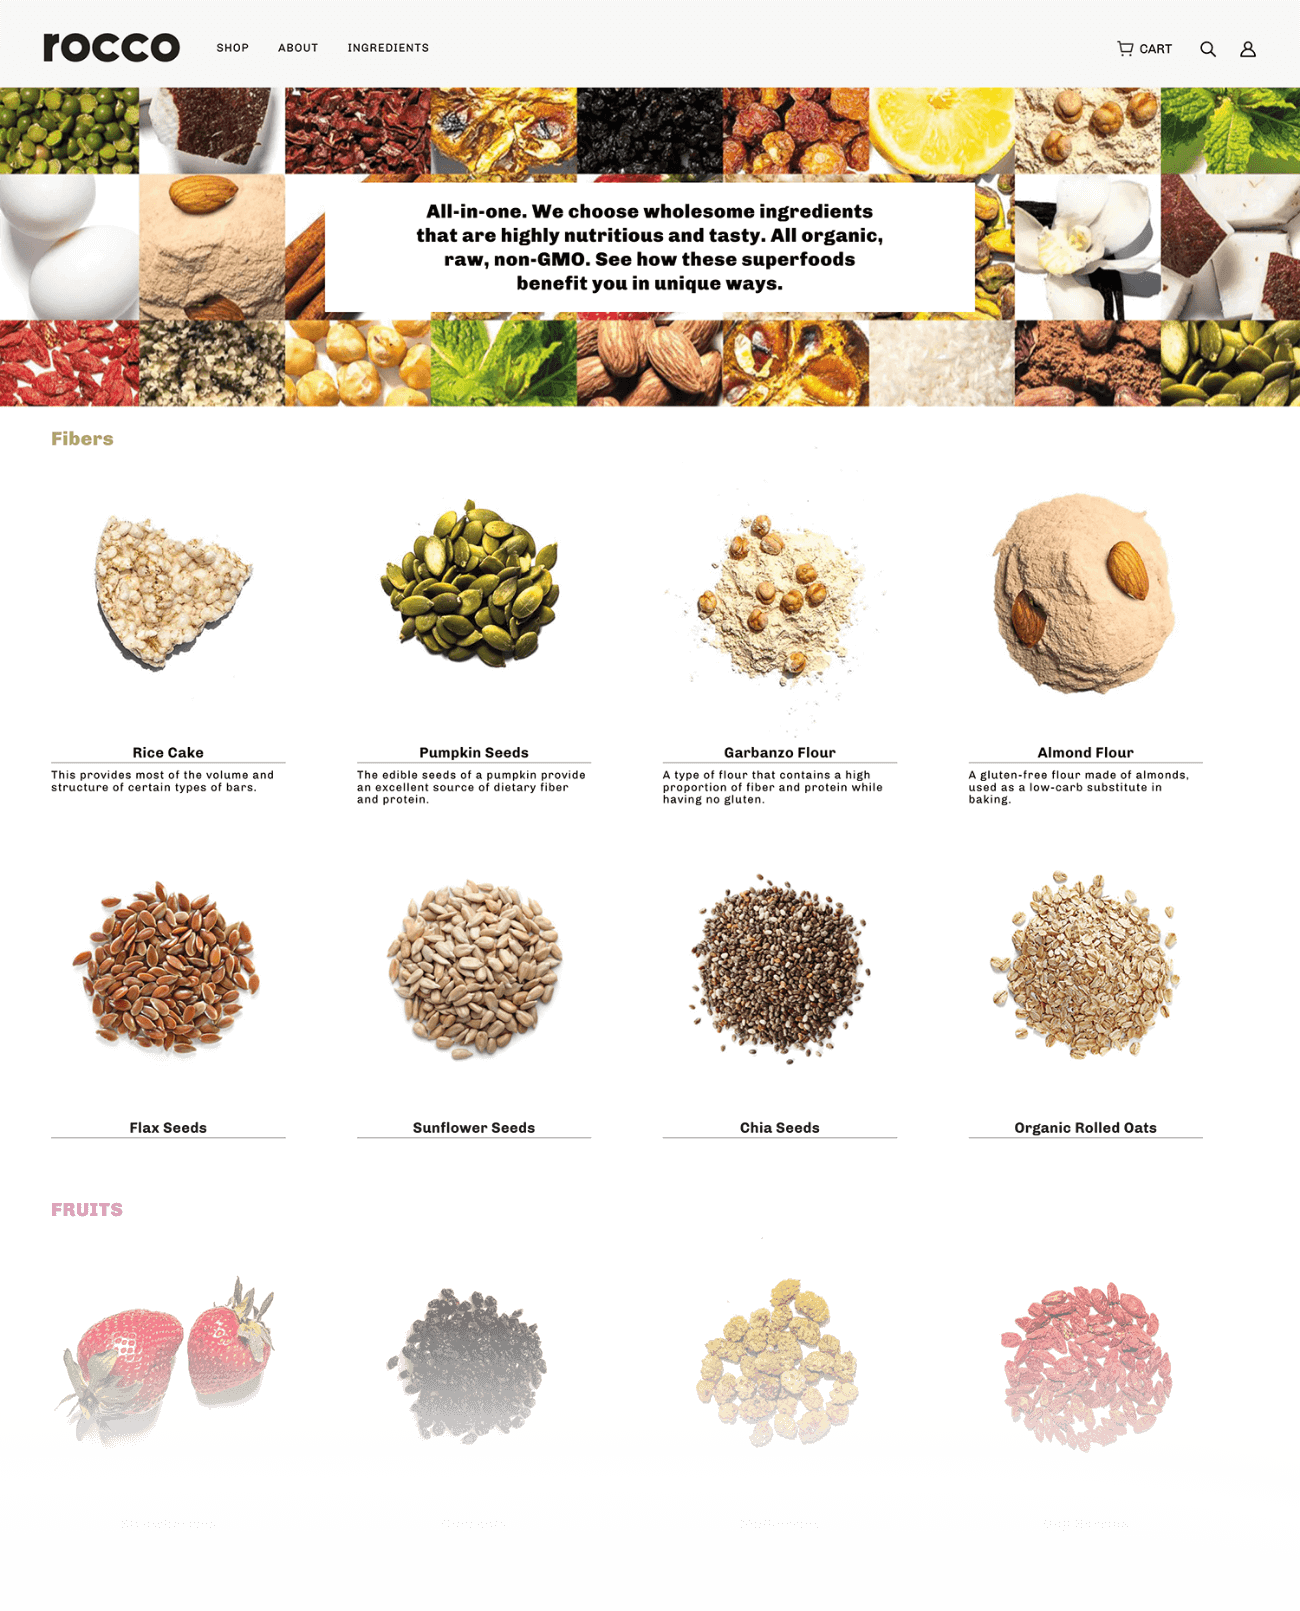 rocco
SHOP
ABOUT
INGREDIENTS
CART
All-in-one. We choose wholesome ingredients
that are highly nutritious and tasty. All organic,
raw, non-GMO. See how these superfoods
benefit you in unique ways.
Fibers
Rice Cake
This provides most of the volume and
structure of certain types of bars.
Pumpkin Seeds
The edible seeds of a pumpkin provide
an excellent source of dietary fiber
and protein.
Garbanzo Flour
A type of flour that contains a high
proportion of fiber and protein while
having no gluten.
Almond Flour
A gluten-free flour made of almonds,
used as a low-carb substitute in
baking.
Flax Seeds
Sunflower Seeds
Chia Seeds
Organic Rolled Oats
FRUITS